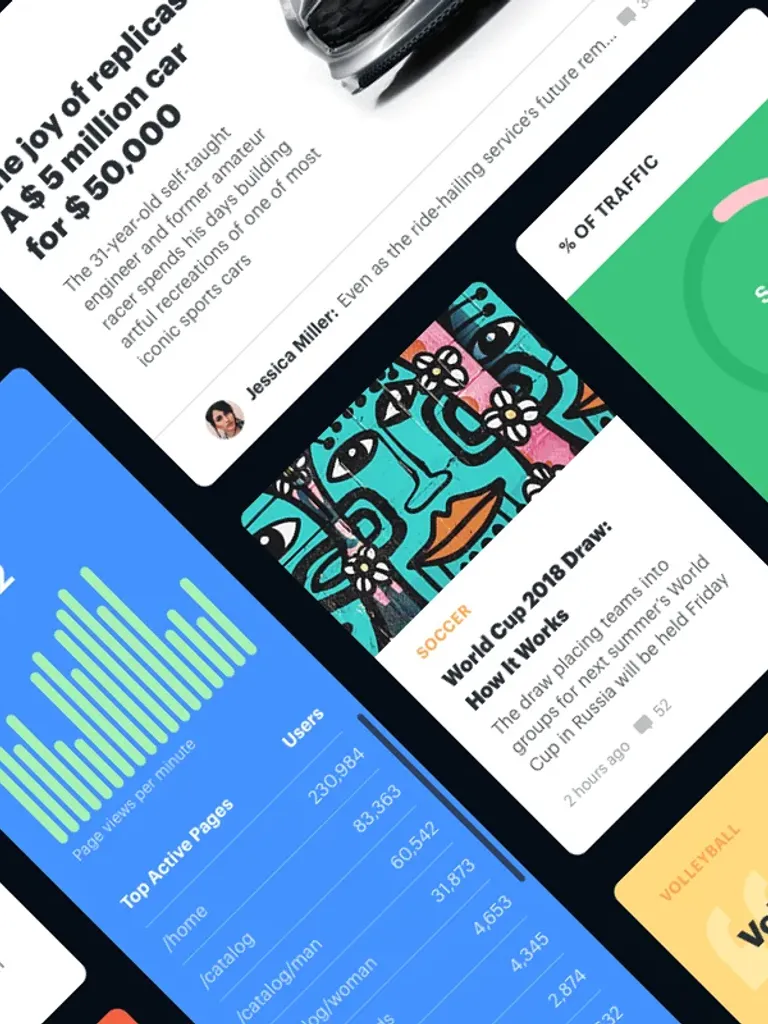 joy of replicas
A $5 million car
for $50,000
The 31-year-old self-taught
engineer and former amateur
racer spends his days building
artful recreations of one of most
iconic sports cars
Jessica Miller: Even as the ride-hailing service's future rem...
% OF TRAFFIC
SOCCER
World Cup 2018 Draw:
How It Works
The draw placing teams into
groups for next summer's World
Cup in Russia will be held Friday
2 hours ago 52
2
Page views per minute
Top Active Pages Users
/home 230,984
/catalog 83,363
/catalog/man 60,542
log/woman 31,873
4,653
4,345
2,874
VOLLEYBALL